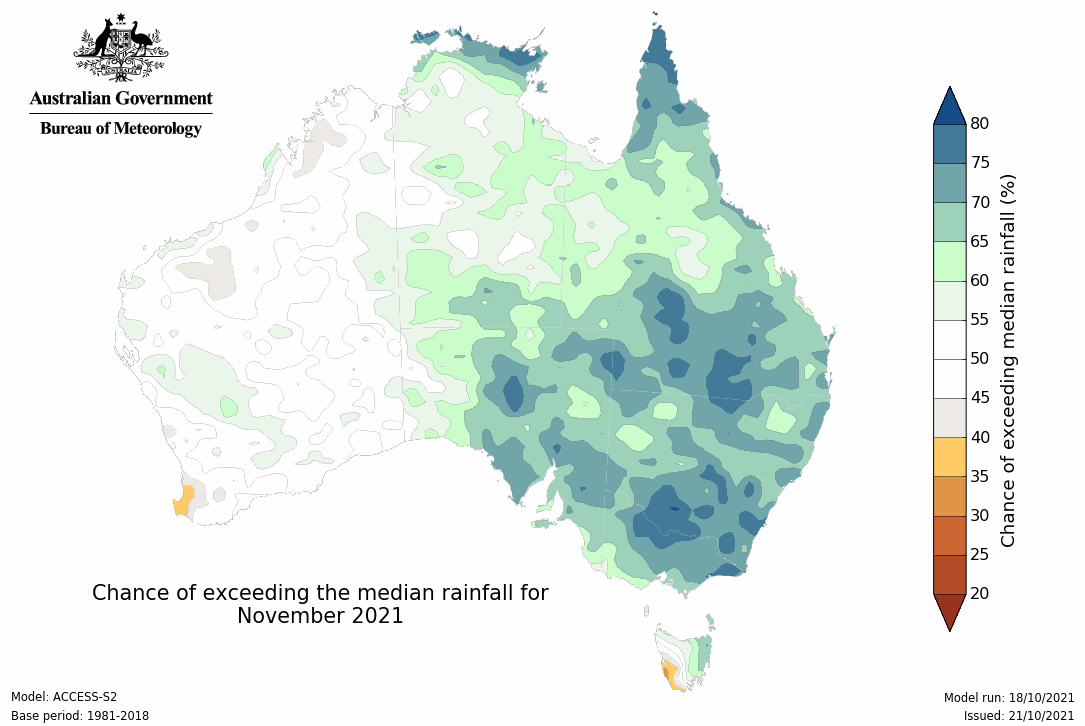 Australian Government
Bureau of Meteorology
80
75
70
65
60
55
50
45
40
35
30
25
20
Chance of exceeding median rainfall (%)
Chance of exceeding the median rainfall for
November 2021
Model: ACCESS-S2
Base period: 1981-2018
Model run: 18/10/2021
Issued: 21/10/2021